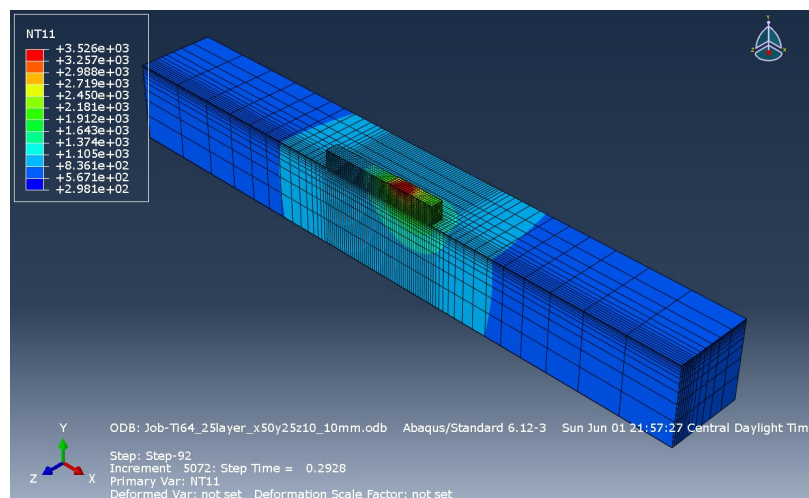 NT11
+3.526e+03
+3.257e+03
+2.988e+03
+2.719e+03
+2.450e+03
+2.181e+03
+1.912e+03
+1.643e+03
+1.374e+03
+1.105e+03
+8.361e+02
+5.671e+02
+2.981e+02
Y
Z X
Y
Z X
ODB: Job-Ti64_25layer_x50y25z10_10mm.odb Abaqus/Standard 6.12-3 Sun Jun 01 21:57:27 Central Daylight Tim
Step: Step-92
Increment 5072: Step Time = 0.2928
Primary Var: NT11
Deformed Var: not set Deformation Scale Factor: not set